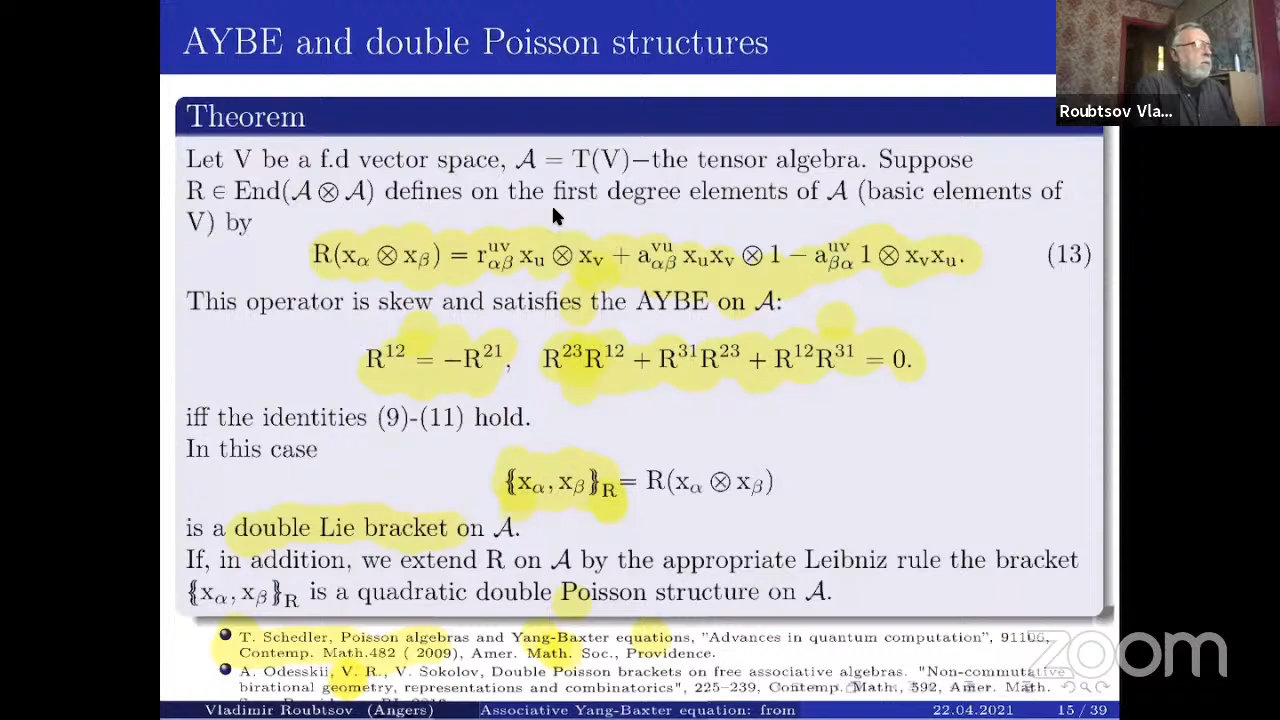 AYBE and double Poisson structures
Roubtsov Vla...
Theorem
Let V be a f.d vector space, 𝒜 = T(V)−the tensor algebra. Suppose
R ∈ End(𝒜 ⊗ 𝒜) defines on the first degree elements of 𝒜 (basic elements of
V) by
R(x_α ⊗ x_β) = r^{uv}_{αβ} x_u ⊗ x_v + a^{vu}_{αβ} x_u x_v ⊗ 1 − a^{uv}_{βα} 1 ⊗ x_v x_u. (13)
This operator is skew and satisfies the AYBE on 𝒜:
R^{12} = −R^{21}, R^{23}R^{12} + R^{31}R^{23} + R^{12}R^{31} = 0.
iff the identities (9)-(11) hold.
In this case
{{x_α, x_β}}_R = R(x_α ⊗ x_β)
is a double Lie bracket on 𝒜.
If, in addition, we extend R on 𝒜 by the appropriate Leibniz rule the bracket
{{x_α, x_β}}_R is a quadratic double Poisson structure on 𝒜.
T. Schedler, Poisson algebras and Yang-Baxter equations, "Advances in quantum computation", 91106,
Contemp. Math.482 ( 2009), Amer. Math. Soc., Providence.
A. Odesskii, V. R., V. Sokolov, Double Poisson brackets on free associative algebras. "Non-commutative
birational geometry, representations and combinatorics", 225–239, Contemp. Math., 592, Amer. Math.
zoom
Vladimir Roubtsov (Angers) Associative Yang-Baxter equation: from 22.04.2021 15 / 39